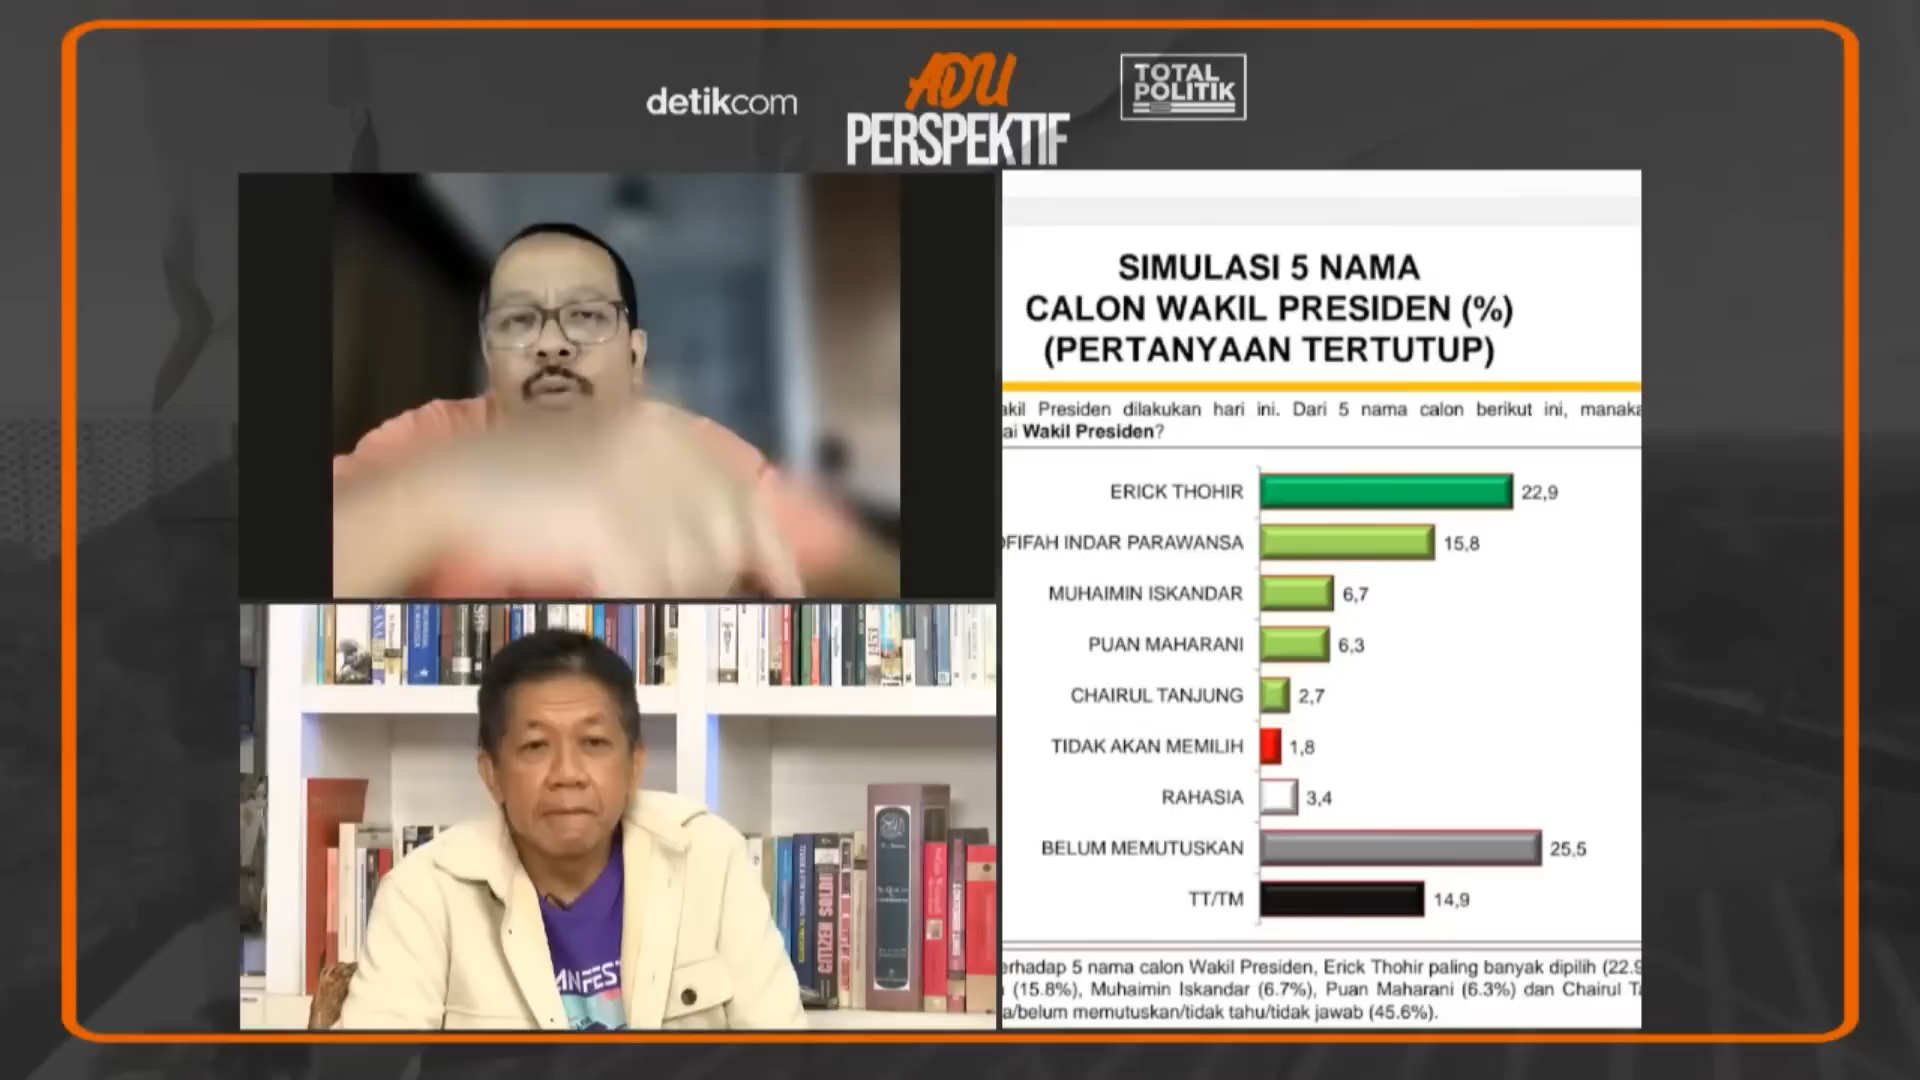 detikcom
ADU
PERSPEKTIF
TOTAL
POLITIK
SIMULASI 5 NAMA
CALON WAKIL PRESIDEN (%)
(PERTANYAAN TERTUTUP)
akil Presiden dilakukan hari ini. Dari 5 nama calon berikut ini, manaka
ai Wakil Presiden?
ERICK THOHIR 22,9
OFIFAH INDAR PARAWANSA 15,8
MUHAIMIN ISKANDAR 6,7
PUAN MAHARANI 6,3
CHAIRUL TANJUNG 2,7
TIDAK AKAN MEMILIH 1,8
RAHASIA 3,4
BELUM MEMUTUSKAN 25,5
TT/TM 14,9
erhadap 5 nama calon Wakil Presiden, Erick Thohir paling banyak dipilih (22.9
(15.8%), Muhaimin Iskandar (6.7%), Puan Maharani (6.3%) dan Chairul Ta
a/belum memutuskan/tidak tahu/tidak jawab (45.6%).
CITIZEN SOLDI
ANFEST